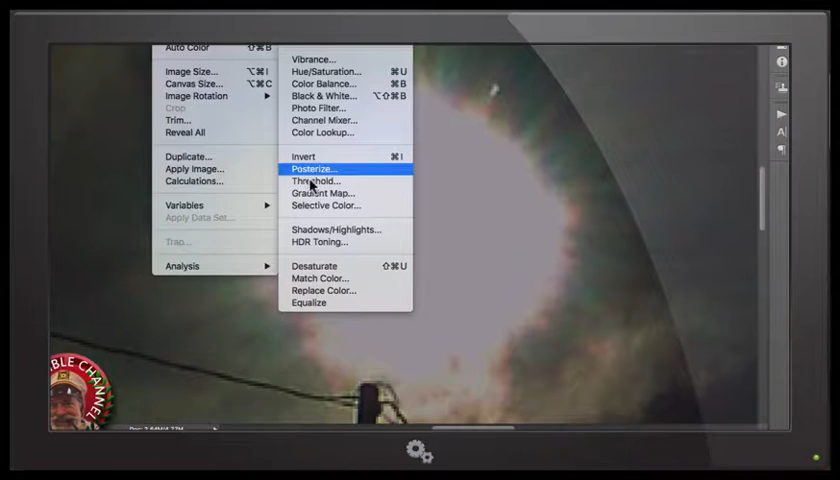 Auto Color ⇧⌘B
Image Size... ⌥⌘I
Canvas Size... ⌥⌘C
Image Rotation ▶
Crop
Trim...
Reveal All
Duplicate...
Apply Image...
Calculations...
Variables ▶
Apply Data Set...
Trap...
Analysis ▶
Vibrance...
Hue/Saturation... ⌘U
Color Balance... ⌘B
Black & White... ⌥⇧⌘B
Photo Filter...
Channel Mixer...
Color Lookup...
Invert ⌘I
Posterize...
Threshold...
Gradient Map...
Selective Color...
Shadows/Highlights...
HDR Toning...
Desaturate ⇧⌘U
Match Color...
Replace Color...
Equalize
A
BLE CHANNEL